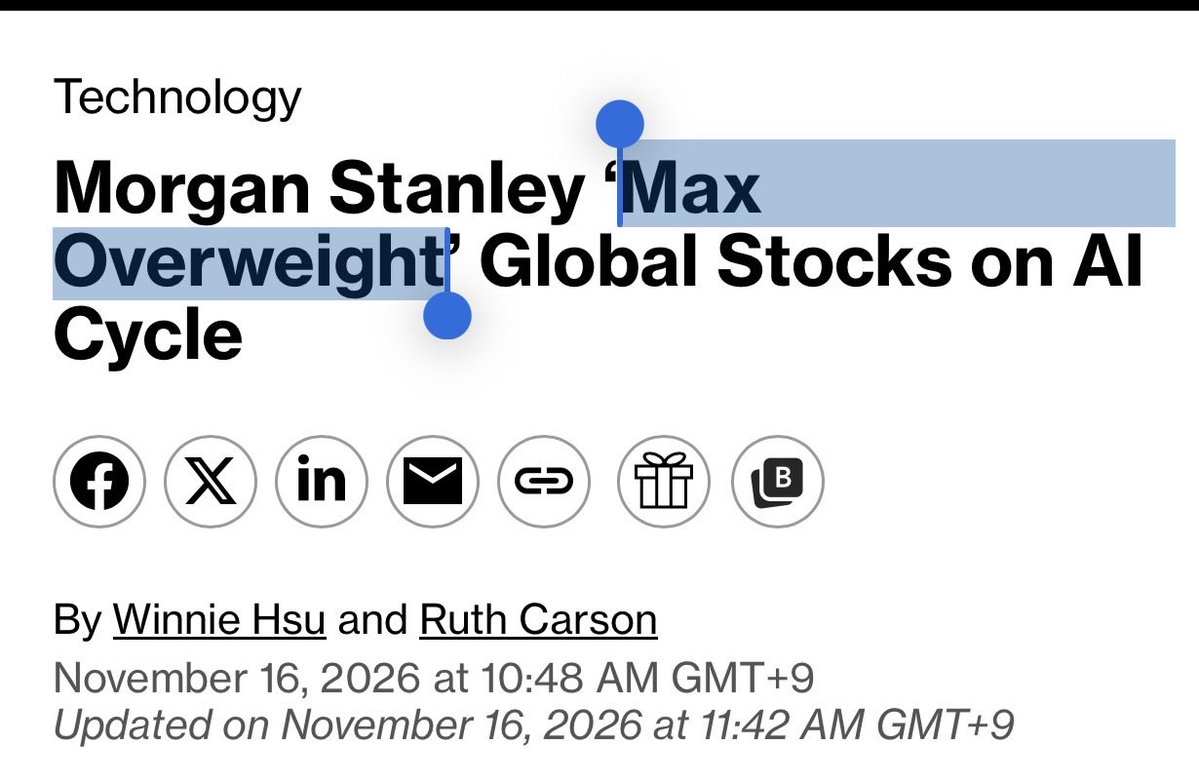 Technology
Morgan Stanley ‘Max
Overweight’ Global Stocks on AI
Cycle
f X in B
By Winnie Hsu and Ruth Carson
November 16, 2026 at 10:48 AM GMT+9
Updated on November 16, 2026 at 11:42 AM GMT+9